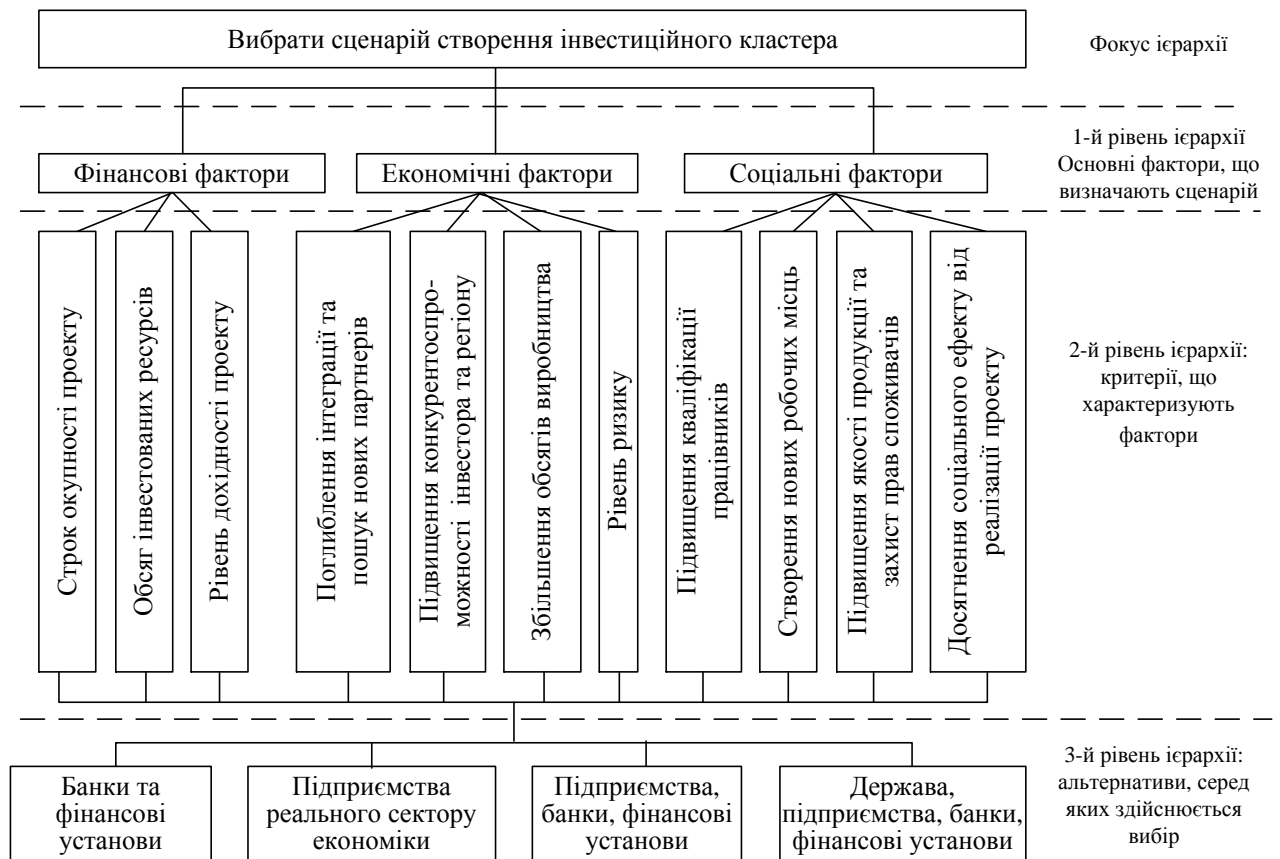 Вибрати сценарій створення інвестиційного кластера
Фокус ієрархії
1-й рівень ієрархії
Основні фактори, що
визначають сценарій
Фінансові фактори
Економічні фактори
Соціальні фактори
Строк окупності проекту
Обсяг інвестованих ресурсів
Рівень дохідності проекту
Поглиблення інтеграції та
пошук нових партнерів
Підвищення конкурентоспро-
можності інвестора та регіону
Збільшення обсягів виробництва
Рівень ризику
Підвищення кваліфікації
працівників
Створення нових робочих місць
Підвищення якості продукції та
захист прав споживачів
Досягнення соціального ефекту від
реалізації проекту
2-й рівень ієрархії:
критерії, що
характеризують
фактори
Банки та
фінансові
установи
Підприємства
реального сектору
економіки
Підприємства,
банки, фінансові
установи
Держава,
підприємства, банки,
фінансові установи
3-й рівень ієрархії:
альтернативи, серед
яких здійснюється
вибір